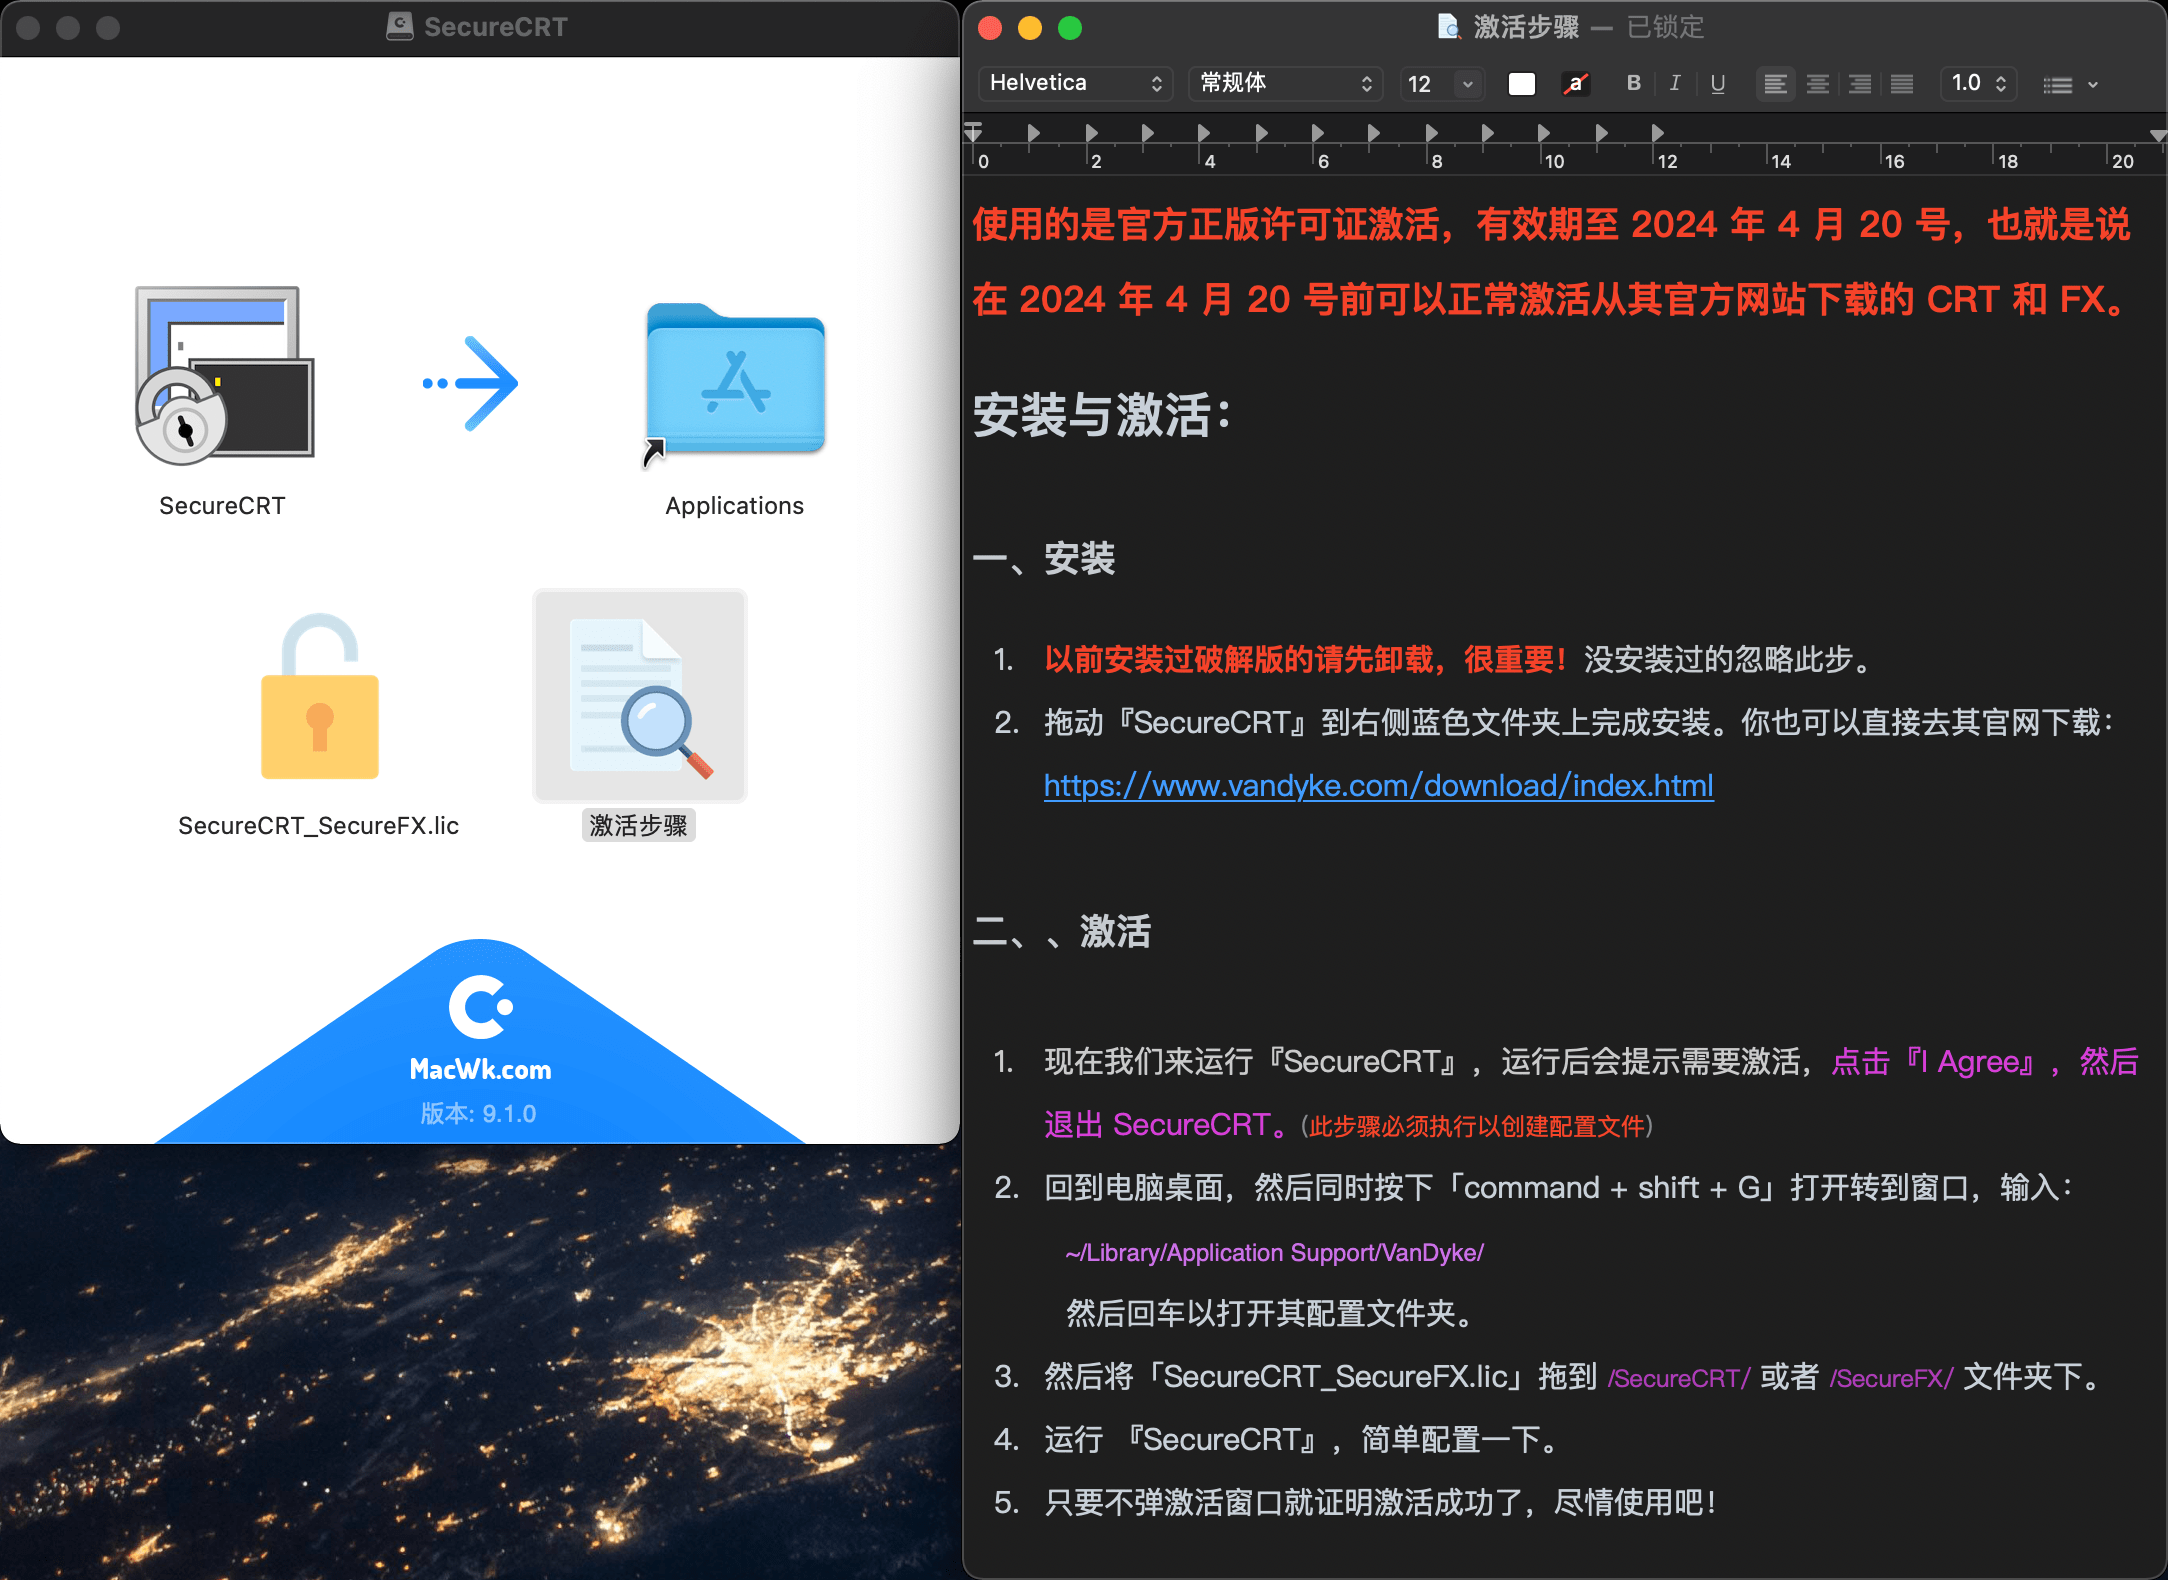 SecureCRT
SecureCRT
Applications
SecureCRT_SecureFX.lic
激活步骤
MacWk.com
版本: 9.1.0
激活步骤 — 已锁定
Helvetica 常规体 12 a B I U 1.0
0 2 4 6 8 10 12 14 16 18 20
使用的是官方正版许可证激活，有效期至 2024 年 4 月 20 号，也就是说
在 2024 年 4 月 20 号前可以正常激活从其官方网站下载的 CRT 和 FX。
安装与激活：
一、安装
1. 以前安装过破解版的请先卸载，很重要！没安装过的忽略此步。
2. 拖动『SecureCRT』到右侧蓝色文件夹上完成安装。你也可以直接去其官网下载：
https://www.vandyke.com/download/index.html
二、、激活
1. 现在我们来运行『SecureCRT』，运行后会提示需要激活，点击『I Agree』，然后
退出 SecureCRT。(此步骤必须执行以创建配置文件)
2. 回到电脑桌面，然后同时按下「command + shift + G」打开转到窗口，输入：
~/Library/Application Support/VanDyke/
然后回车以打开其配置文件夹。
3. 然后将「SecureCRT_SecureFX.lic」拖到 /SecureCRT/ 或者 /SecureFX/ 文件夹下。
4. 运行 『SecureCRT』，简单配置一下。
5. 只要不弹激活窗口就证明激活成功了，尽情使用吧！